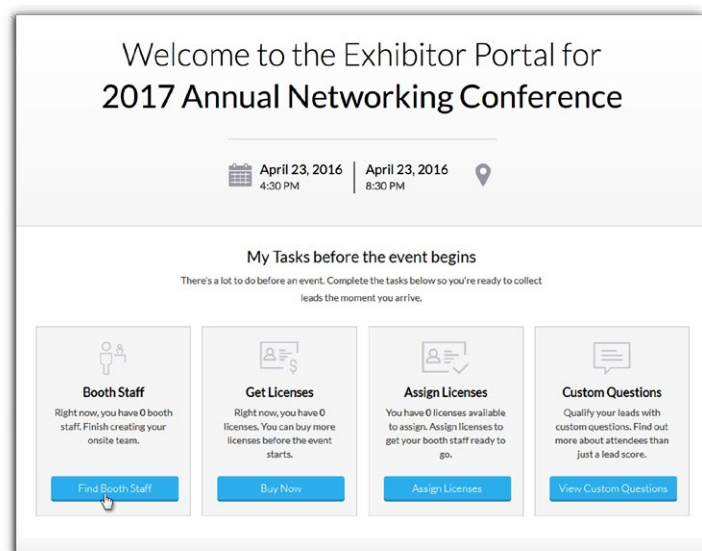 Welcome to the Exhibitor Portal for
2017 Annual Networking Conference
April 23, 2016
4:30 PM
April 23, 2016
8:30 PM
My Tasks before the event begins
There's a lot to do before an event. Complete the tasks below so you're ready to collect
leads the moment you arrive.
Booth Staff
Right now, you have 0 booth
staff. Finish creating your
onsite team.
Find Booth Staff
Get Licenses
Right now, you have 0
licenses. You can buy more
licenses before the event
starts.
Buy Now
Assign Licenses
You have 0 licenses available
to assign. Assign licenses to
get your booth staff ready to
go.
Assign Licenses
Custom Questions
Qualify your leads with
custom questions. Find out
more about attendees than
just a lead score.
View Custom Questions